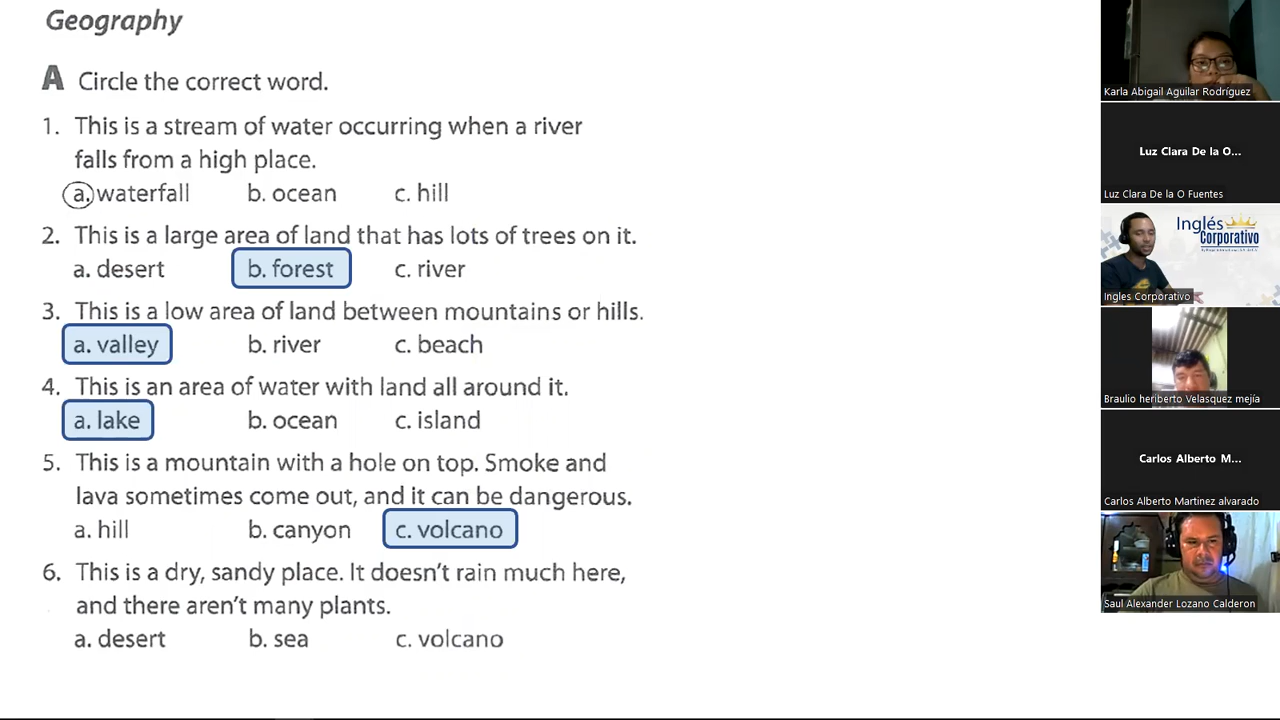 Geography
A Circle the correct word.
1. This is a stream of water occurring when a river
falls from a high place.
a. waterfall b. ocean c. hill
2. This is a large area of land that has lots of trees on it.
a. desert b. forest c. river
3. This is a low area of land between mountains or hills.
a. valley b. river c. beach
4. This is an area of water with land all around it.
a. lake b. ocean c. island
5. This is a mountain with a hole on top. Smoke and
lava sometimes come out, and it can be dangerous.
a. hill b. canyon c. volcano
6. This is a dry, sandy place. It doesn't rain much here,
and there aren't many plants.
a. desert b. sea c. volcano
Karla Abigail Aguilar Rodríguez
Luz Clara De la O...
Luz Clara De la O Fuentes
Inglés
Corporativo
Ingles Corporativo
Braulio heriberto Velasquez mejía
Carlos Alberto M...
Carlos Alberto Martinez alvarado
Saul Alexander Lozano Calderon